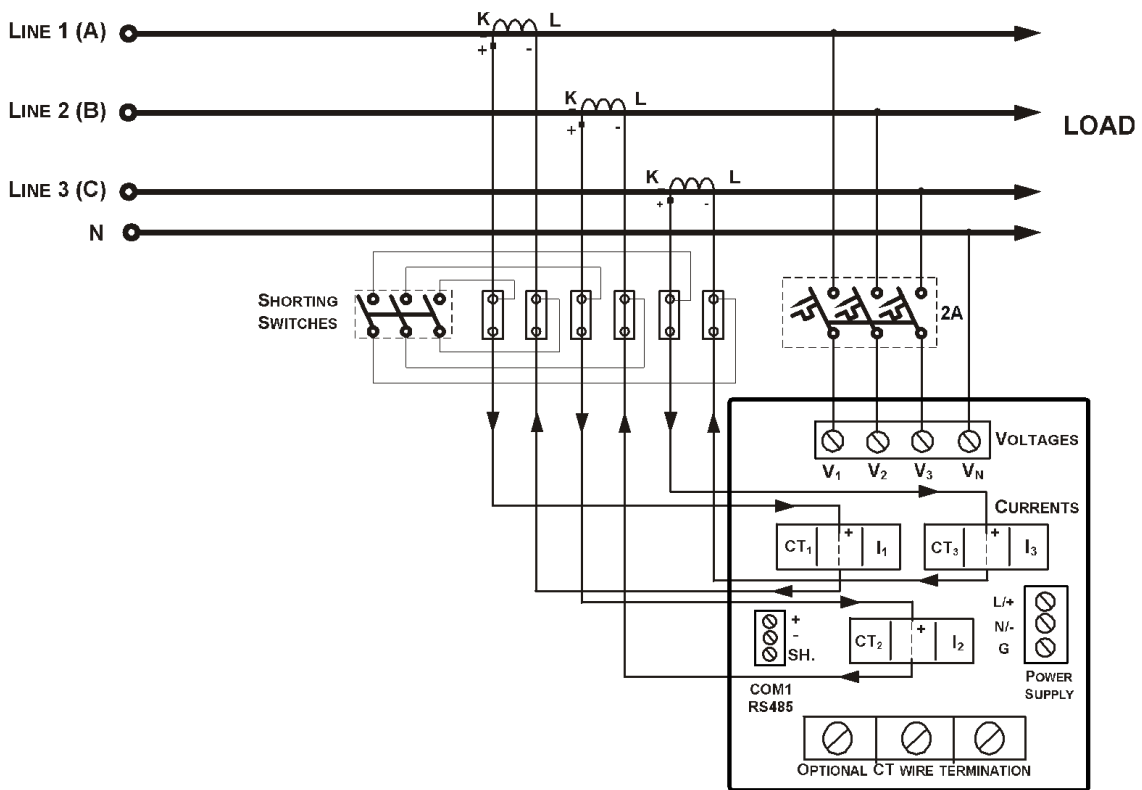 LINE 1 (A)
K L
+ -
LINE 2 (B)
K L
+ -
LOAD
LINE 3 (C)
K L
+ -
N
SHORTING
SWITCHES
2A
VOLTAGES
V1 V2 V3 VN
CURRENTS
CT1 + I1
CT3 + I3
L/+
N/-
G
POWER
SUPPLY
+
-
SH.
COM1
RS485
CT2 + I2
OPTIONAL CT WIRE TERMINATION